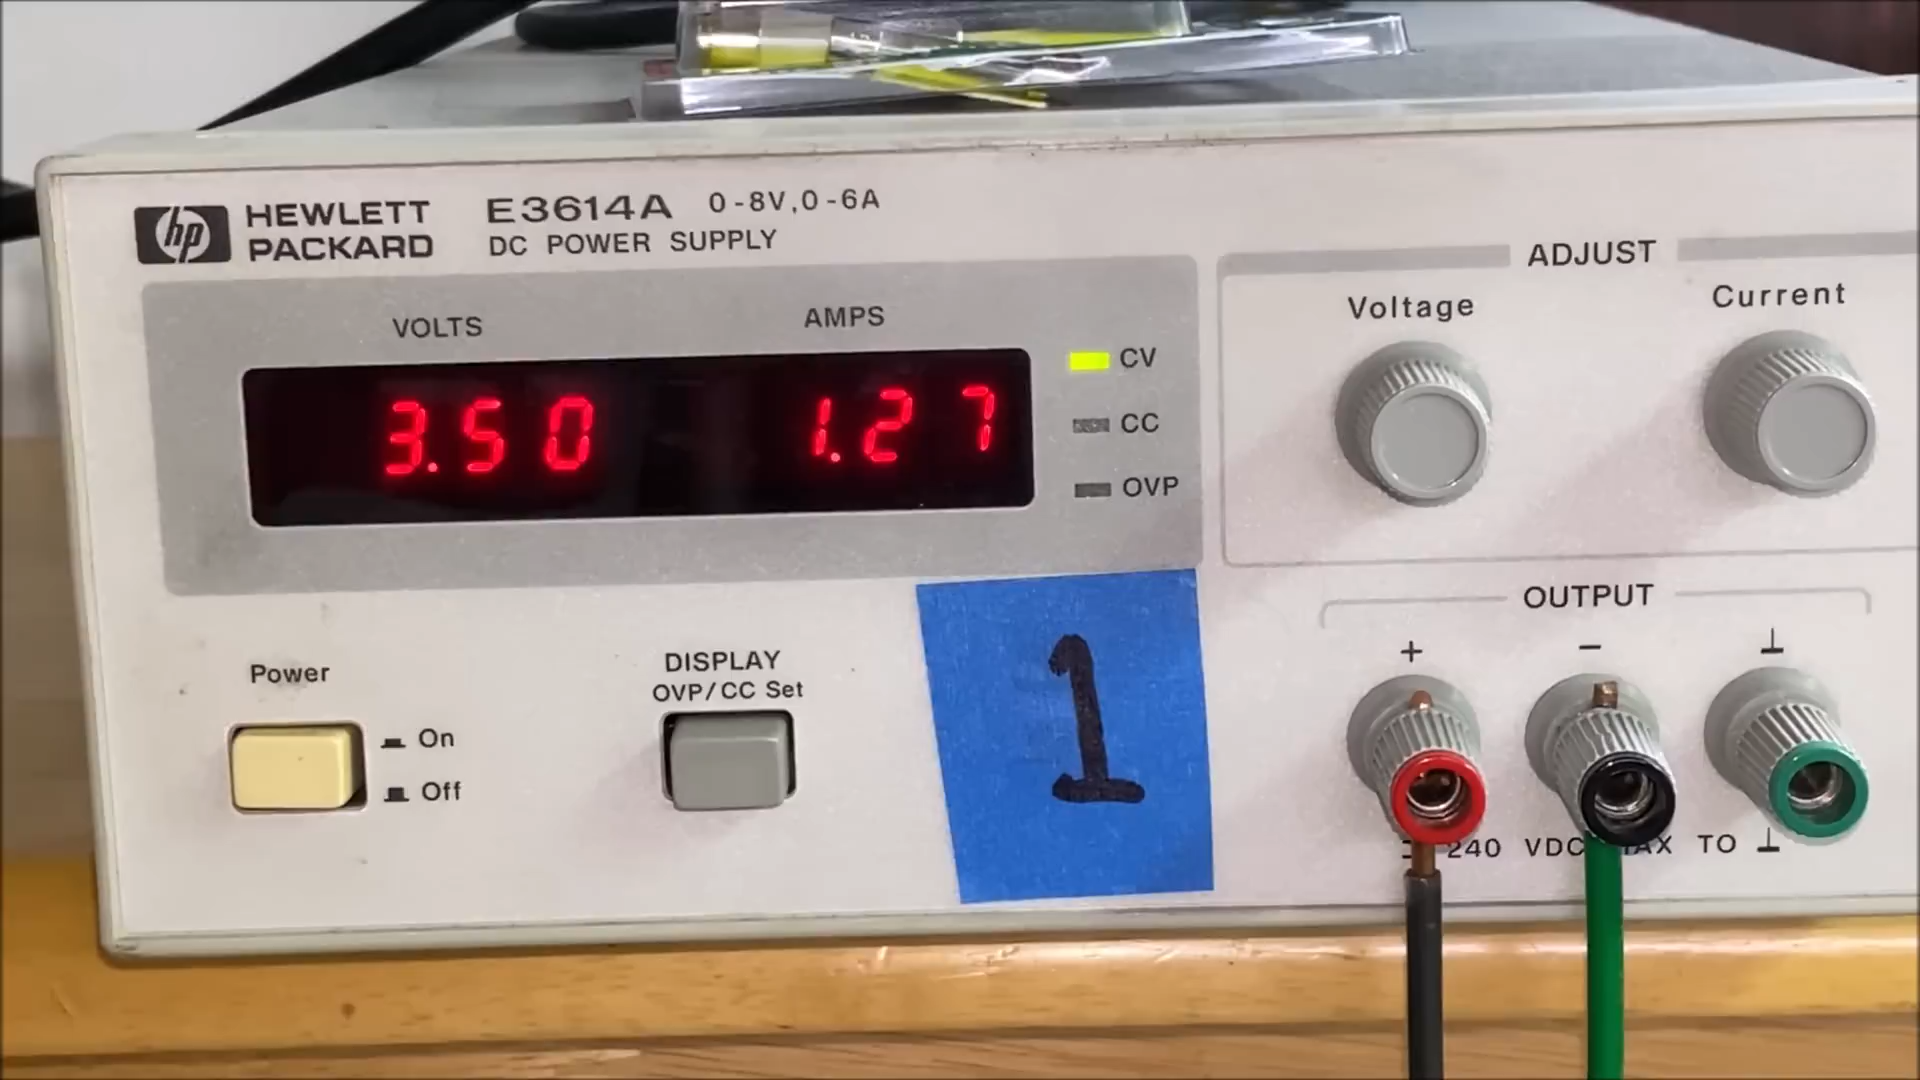 hp HEWLETT PACKARD
E3614A 0-8V,0-6A
DC POWER SUPPLY
VOLTS AMPS
3.50 1.27
CV
CC
OVP
ADJUST
Voltage Current
Power
On
Off
DISPLAY
OVP/CC Set
1
OUTPUT
+ − ⊥
240 VDC MAX TO ⊥